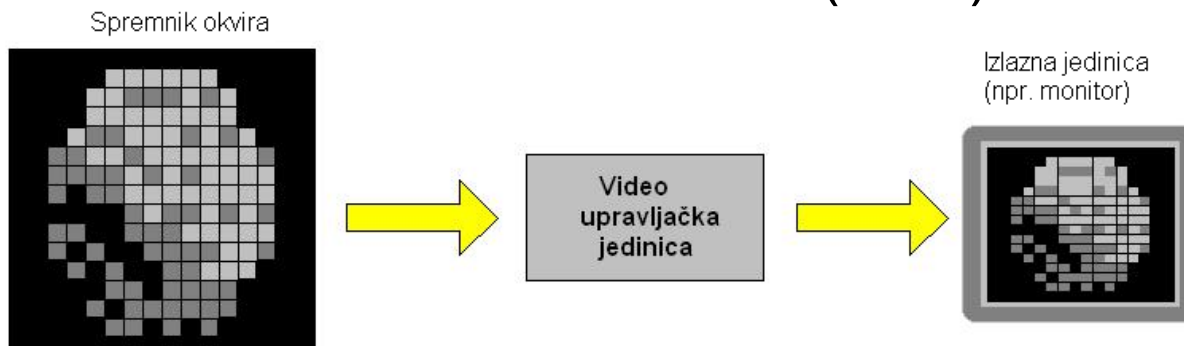 Spremnik okvira
Izlazna jedinica
(npr. monitor)
Video
upravljačka
jedinica